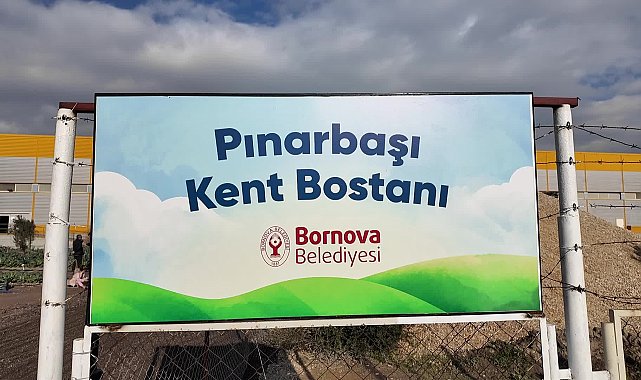 Pınarbaşı
Kent Bostanı
Bornova
Belediyesi